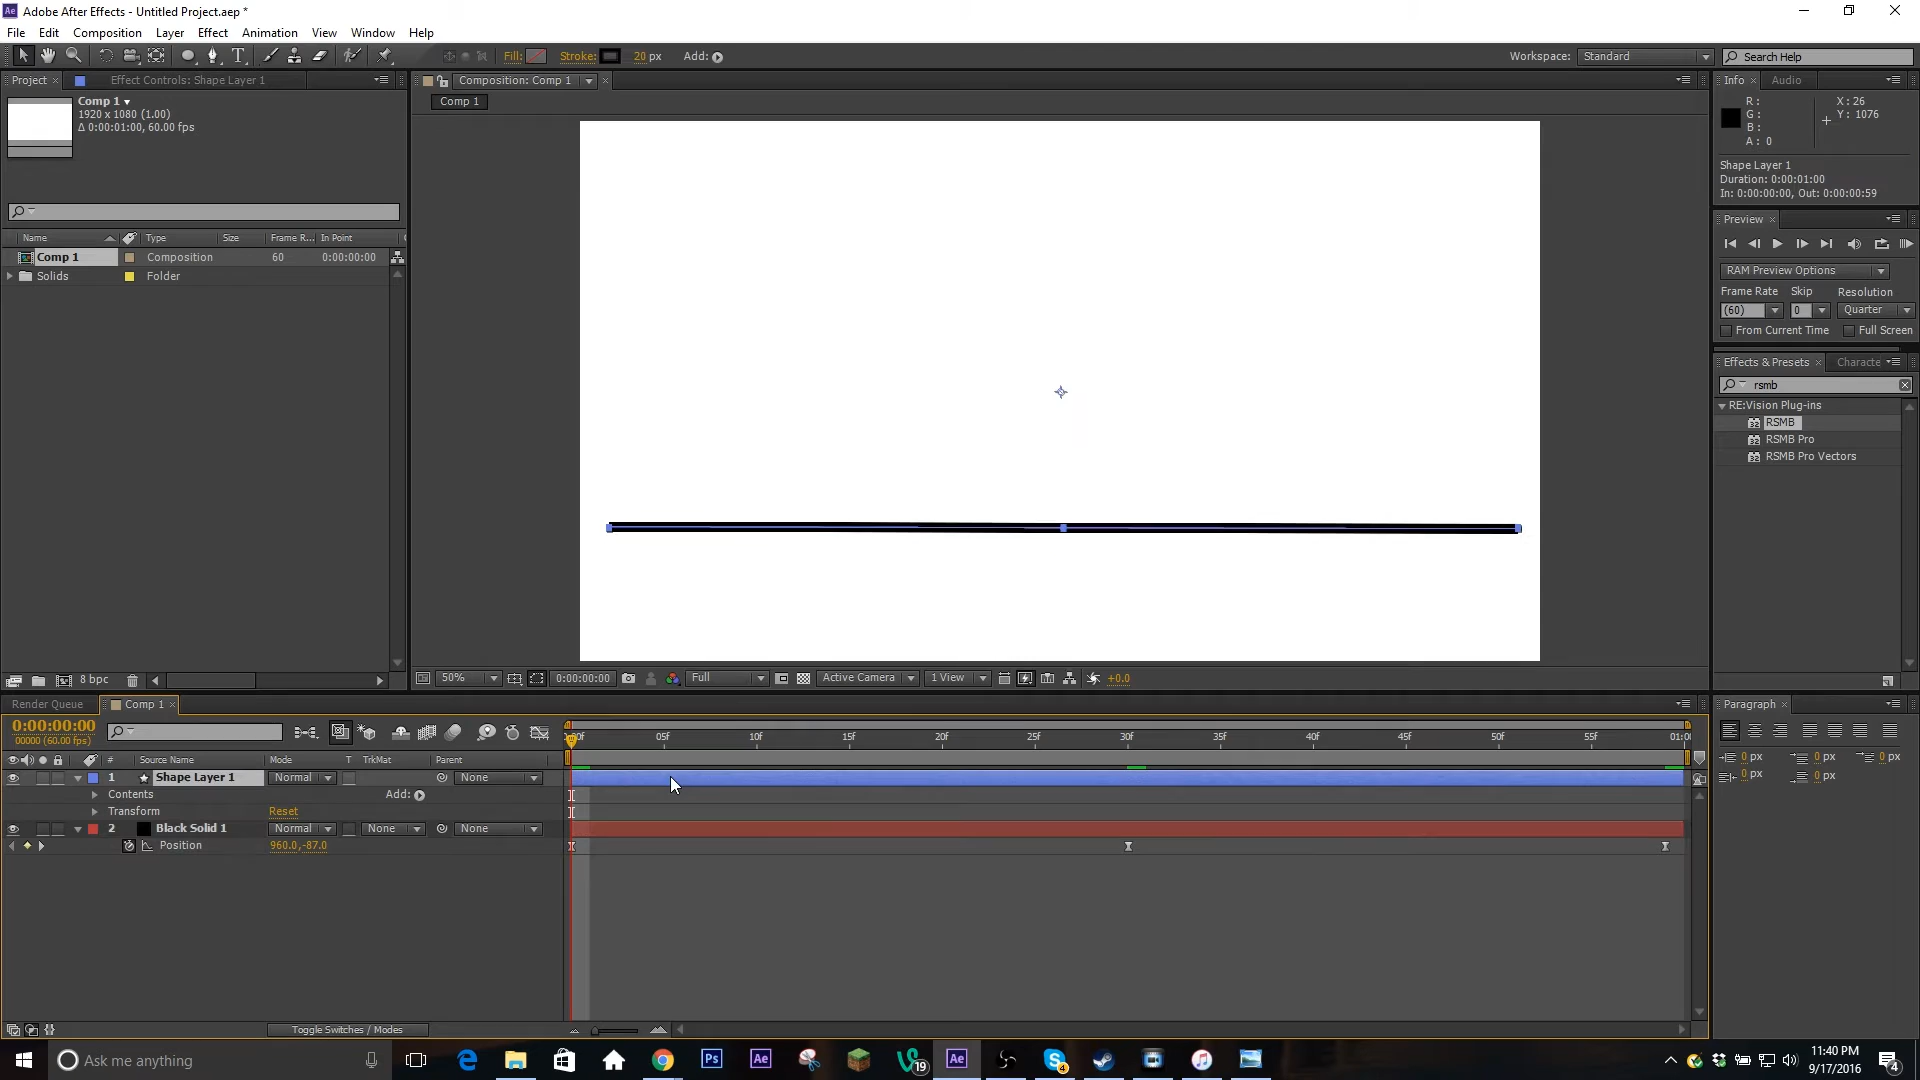 Adobe After Effects - Untitled Project.aep *
File Edit Composition Layer Effect Animation View Window Help
Fill: Stroke: 20 px Add: Workspace: Standard Search Help
Project Effect Controls: Shape Layer 1 Composition: Comp 1 Info Audio
Comp 1
1920 x 1080 (1.00)
Δ 0:00:01:00, 60.00 fps
Comp 1
R:
G:
B:
A: 0
X: 26
Y: 1076
Shape Layer 1
Duration: 0:00:01:00
In: 0:00:00:00, Out: 0:00:00:59
Preview
RAM Preview Options
Frame Rate Skip Resolution
(60) 0 Quarter
From Current Time Full Screen
Effects & Presets Characte
rsmb
RE:Vision Plug-ins
32 RSMB
32 RSMB Pro
32 RSMB Pro Vectors
Name Type Size Frame R... In Point
Comp 1 Composition 60 0:00:00:00
Solids Folder
8 bpc
50% 0:00:00:00 Full Active Camera 1 View +0.0
Render Queue Comp 1
0:00:00:00
00000 (60.00 fps)
05f 10f 15f 20f 25f 30f 35f 40f 45f 50f 55f
# Source Name Mode T TrkMat Parent
1 Shape Layer 1 Normal None
Contents Add:
Transform Reset
2 Black Solid 1 Normal None None
Position 960.0,-87.0
Toggle Switches / Modes
Paragraph
0 px 0 px 0 px
0 px 0 px
Ask me anything
Ps Ae 19 Ae 4
11:40 PM
9/17/2016
4